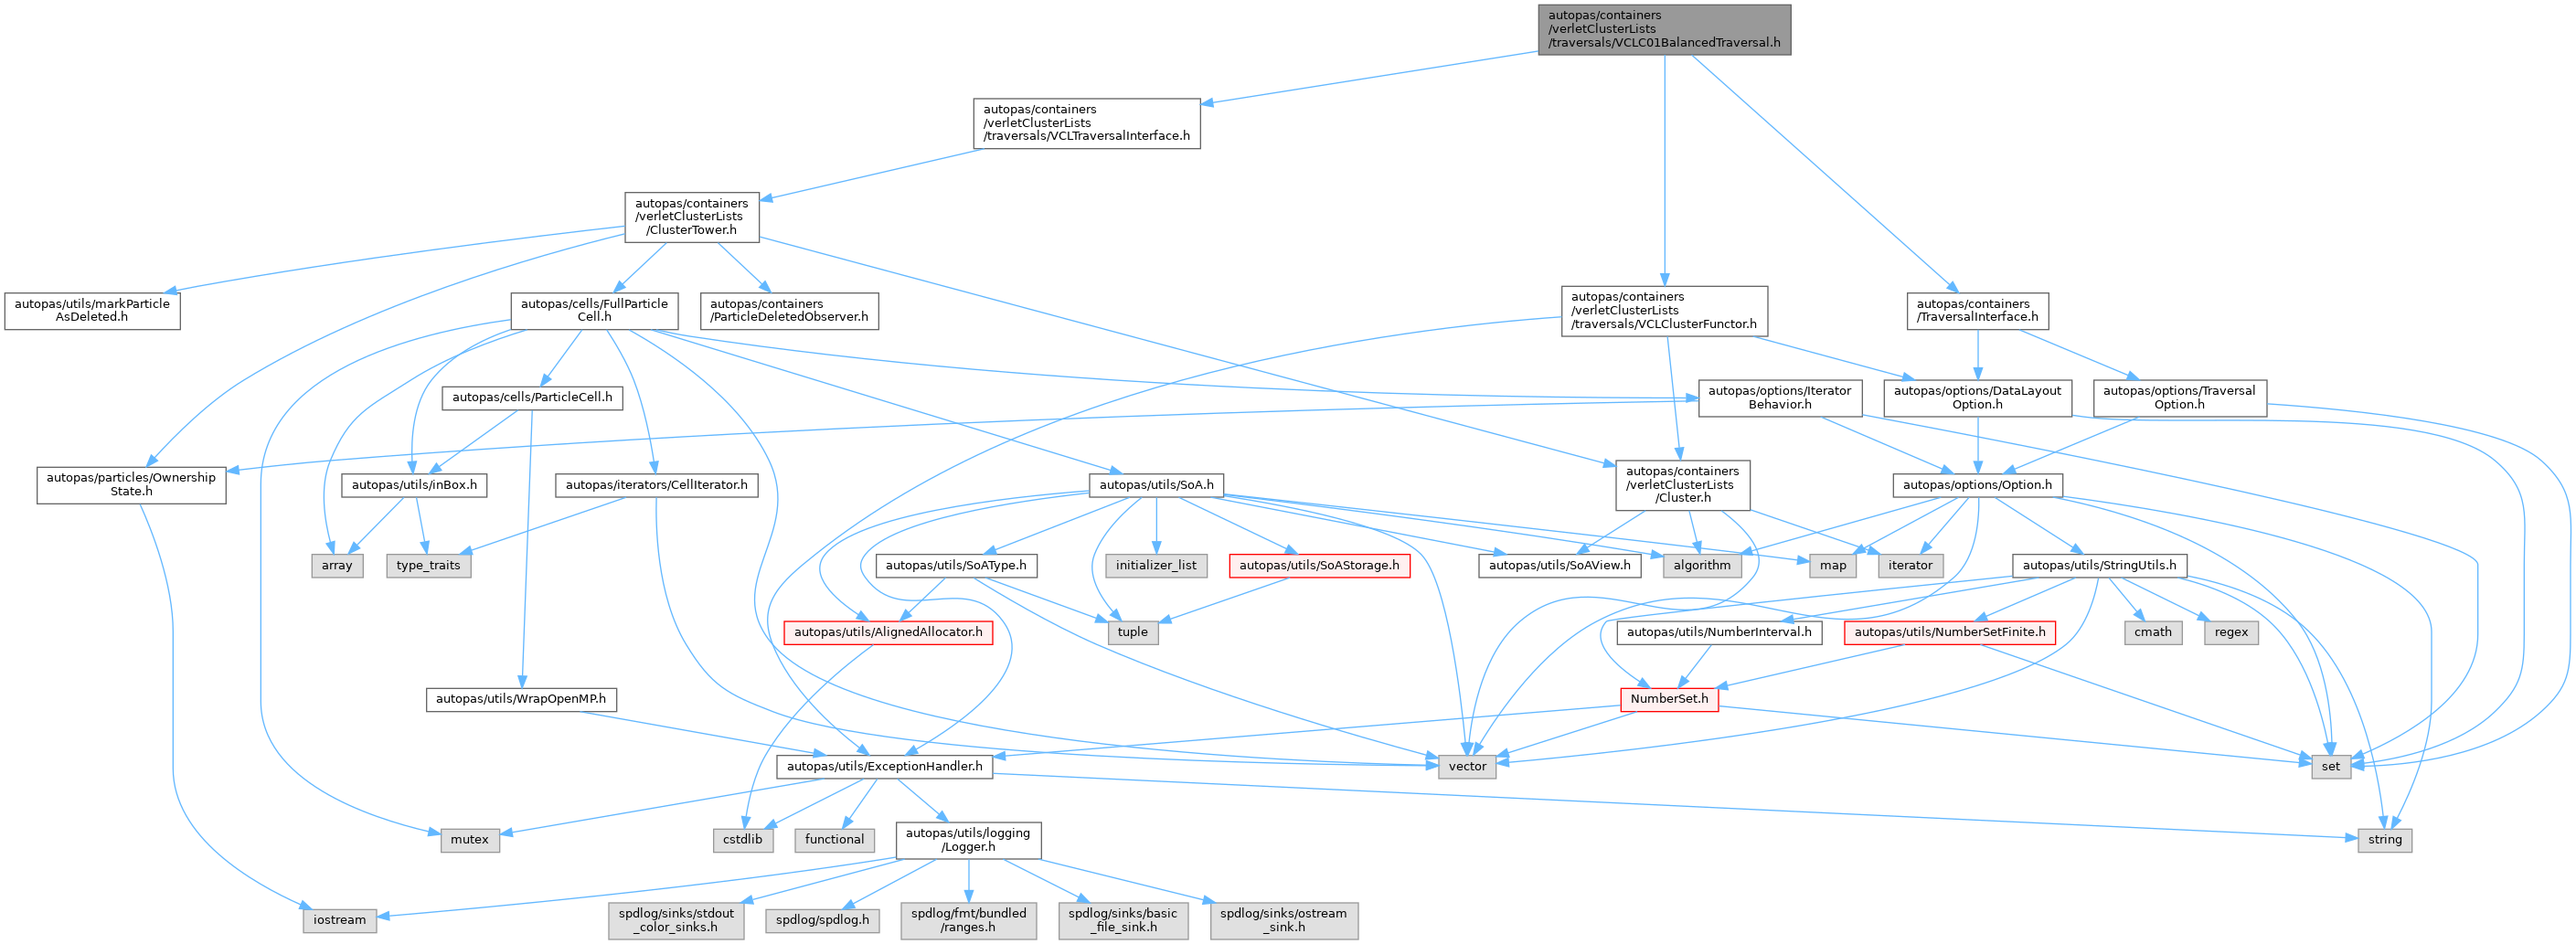 autopas/containers
/verletClusterLists
/traversals/VCLC01BalancedTraversal.h
autopas/containers
/verletClusterLists
/traversals/VCLTraversalInterface.h
autopas/containers
/verletClusterLists
/ClusterTower.h
autopas/utils/markParticle
AsDeleted.h
autopas/cells/FullParticle
Cell.h
autopas/containers
/ParticleDeletedObserver.h
autopas/containers
/verletClusterLists
/traversals/VCLClusterFunctor.h
autopas/containers
/TraversalInterface.h
autopas/cells/ParticleCell.h
autopas/options/Iterator
Behavior.h
autopas/options/DataLayout
Option.h
autopas/options/Traversal
Option.h
autopas/particles/Ownership
State.h
autopas/utils/inBox.h
autopas/iterators/CellIterator.h
autopas/utils/SoA.h
autopas/containers
/verletClusterLists
/Cluster.h
autopas/options/Option.h
array
type_traits
autopas/utils/SoAType.h
initializer_list
autopas/utils/SoAStorage.h
autopas/utils/SoAView.h
algorithm
map
iterator
autopas/utils/StringUtils.h
autopas/utils/AlignedAllocator.h
tuple
autopas/utils/NumberInterval.h
autopas/utils/NumberSetFinite.h
cmath
regex
autopas/utils/WrapOpenMP.h
NumberSet.h
autopas/utils/ExceptionHandler.h
vector
set
mutex
cstdlib
functional
autopas/utils/logging
/Logger.h
string
iostream
spdlog/sinks/stdout
_color_sinks.h
spdlog/spdlog.h
spdlog/fmt/bundled
/ranges.h
spdlog/sinks/basic
_file_sink.h
spdlog/sinks/ostream
_sink.h